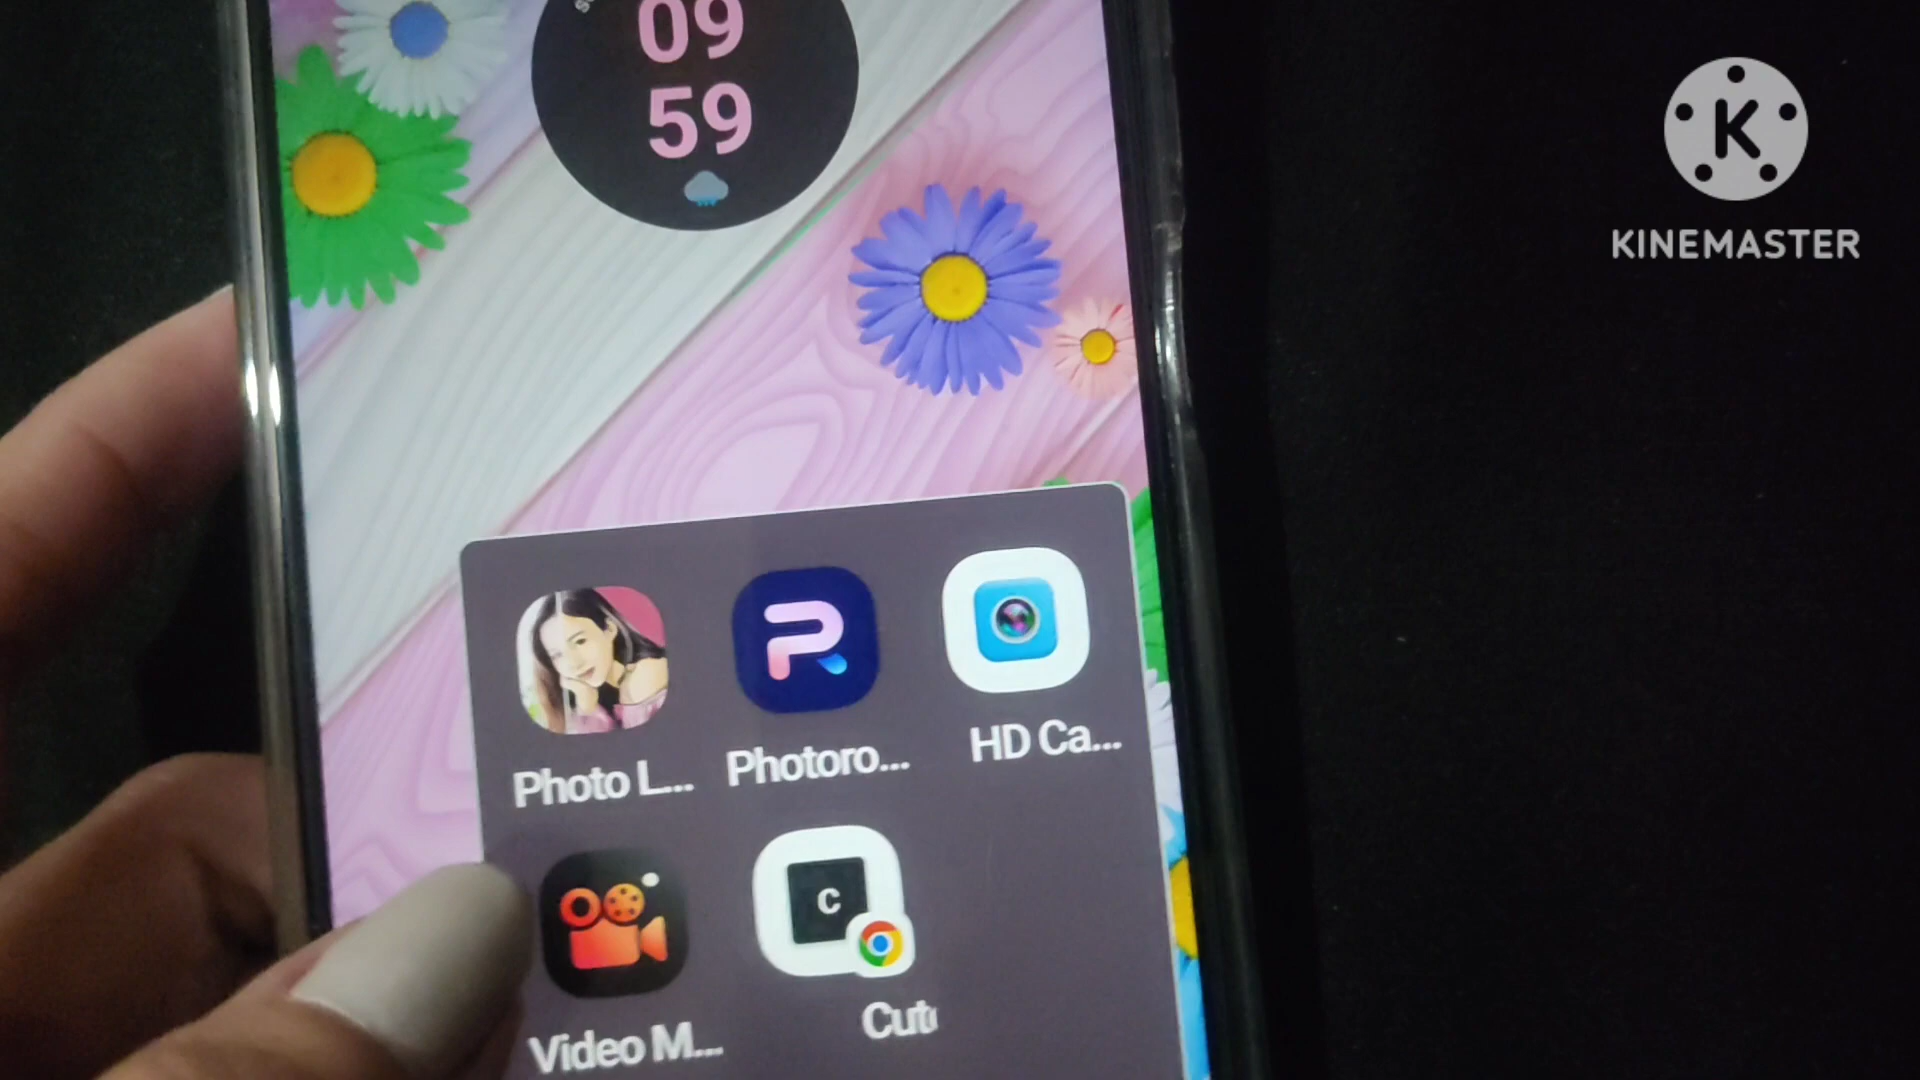 09
59
K
KINEMASTER
Photo L...
Photoro...
HD Ca...
C
Video M...
Cut